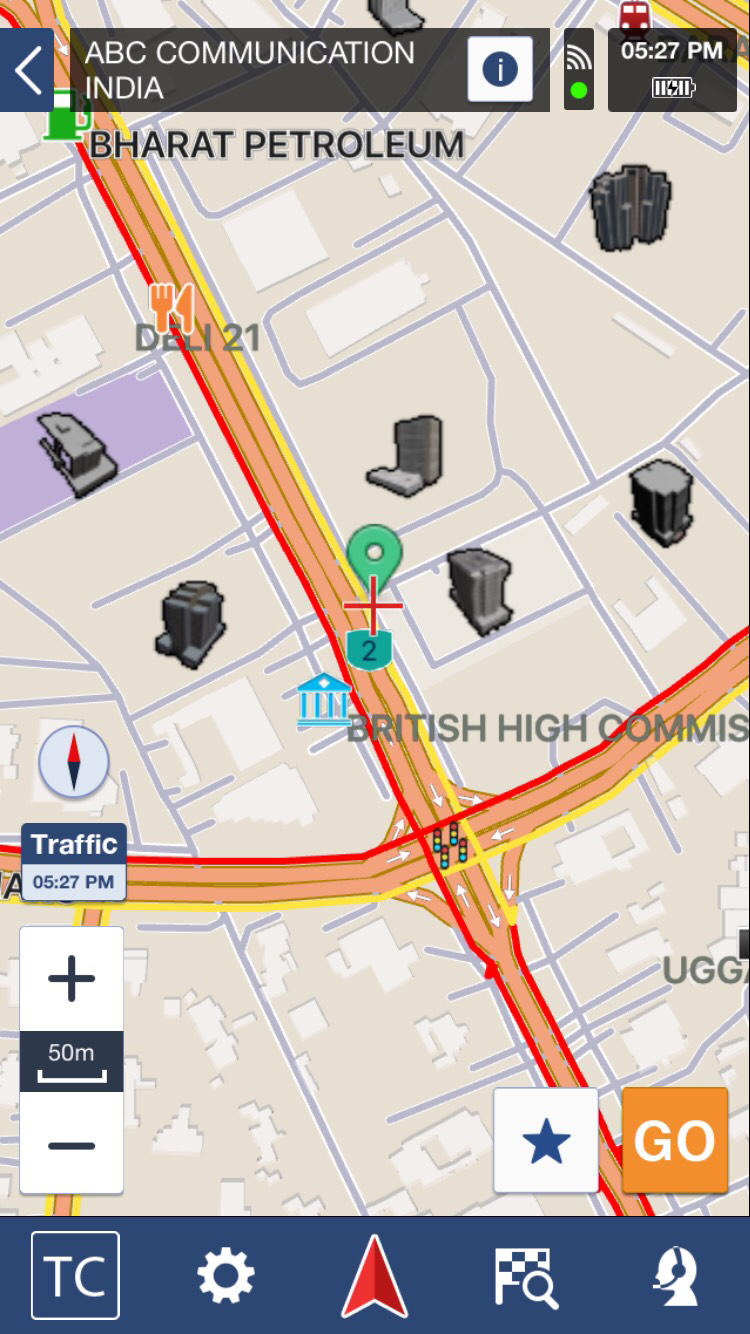 ABC COMMUNICATION
INDIA
i
05:27 PM
BHARAT PETROLEUM
DELI 21
2
BRITISH HIGH COMMIS
Traffic
05:27 PM
UGG
+
50m
−
GO
TC